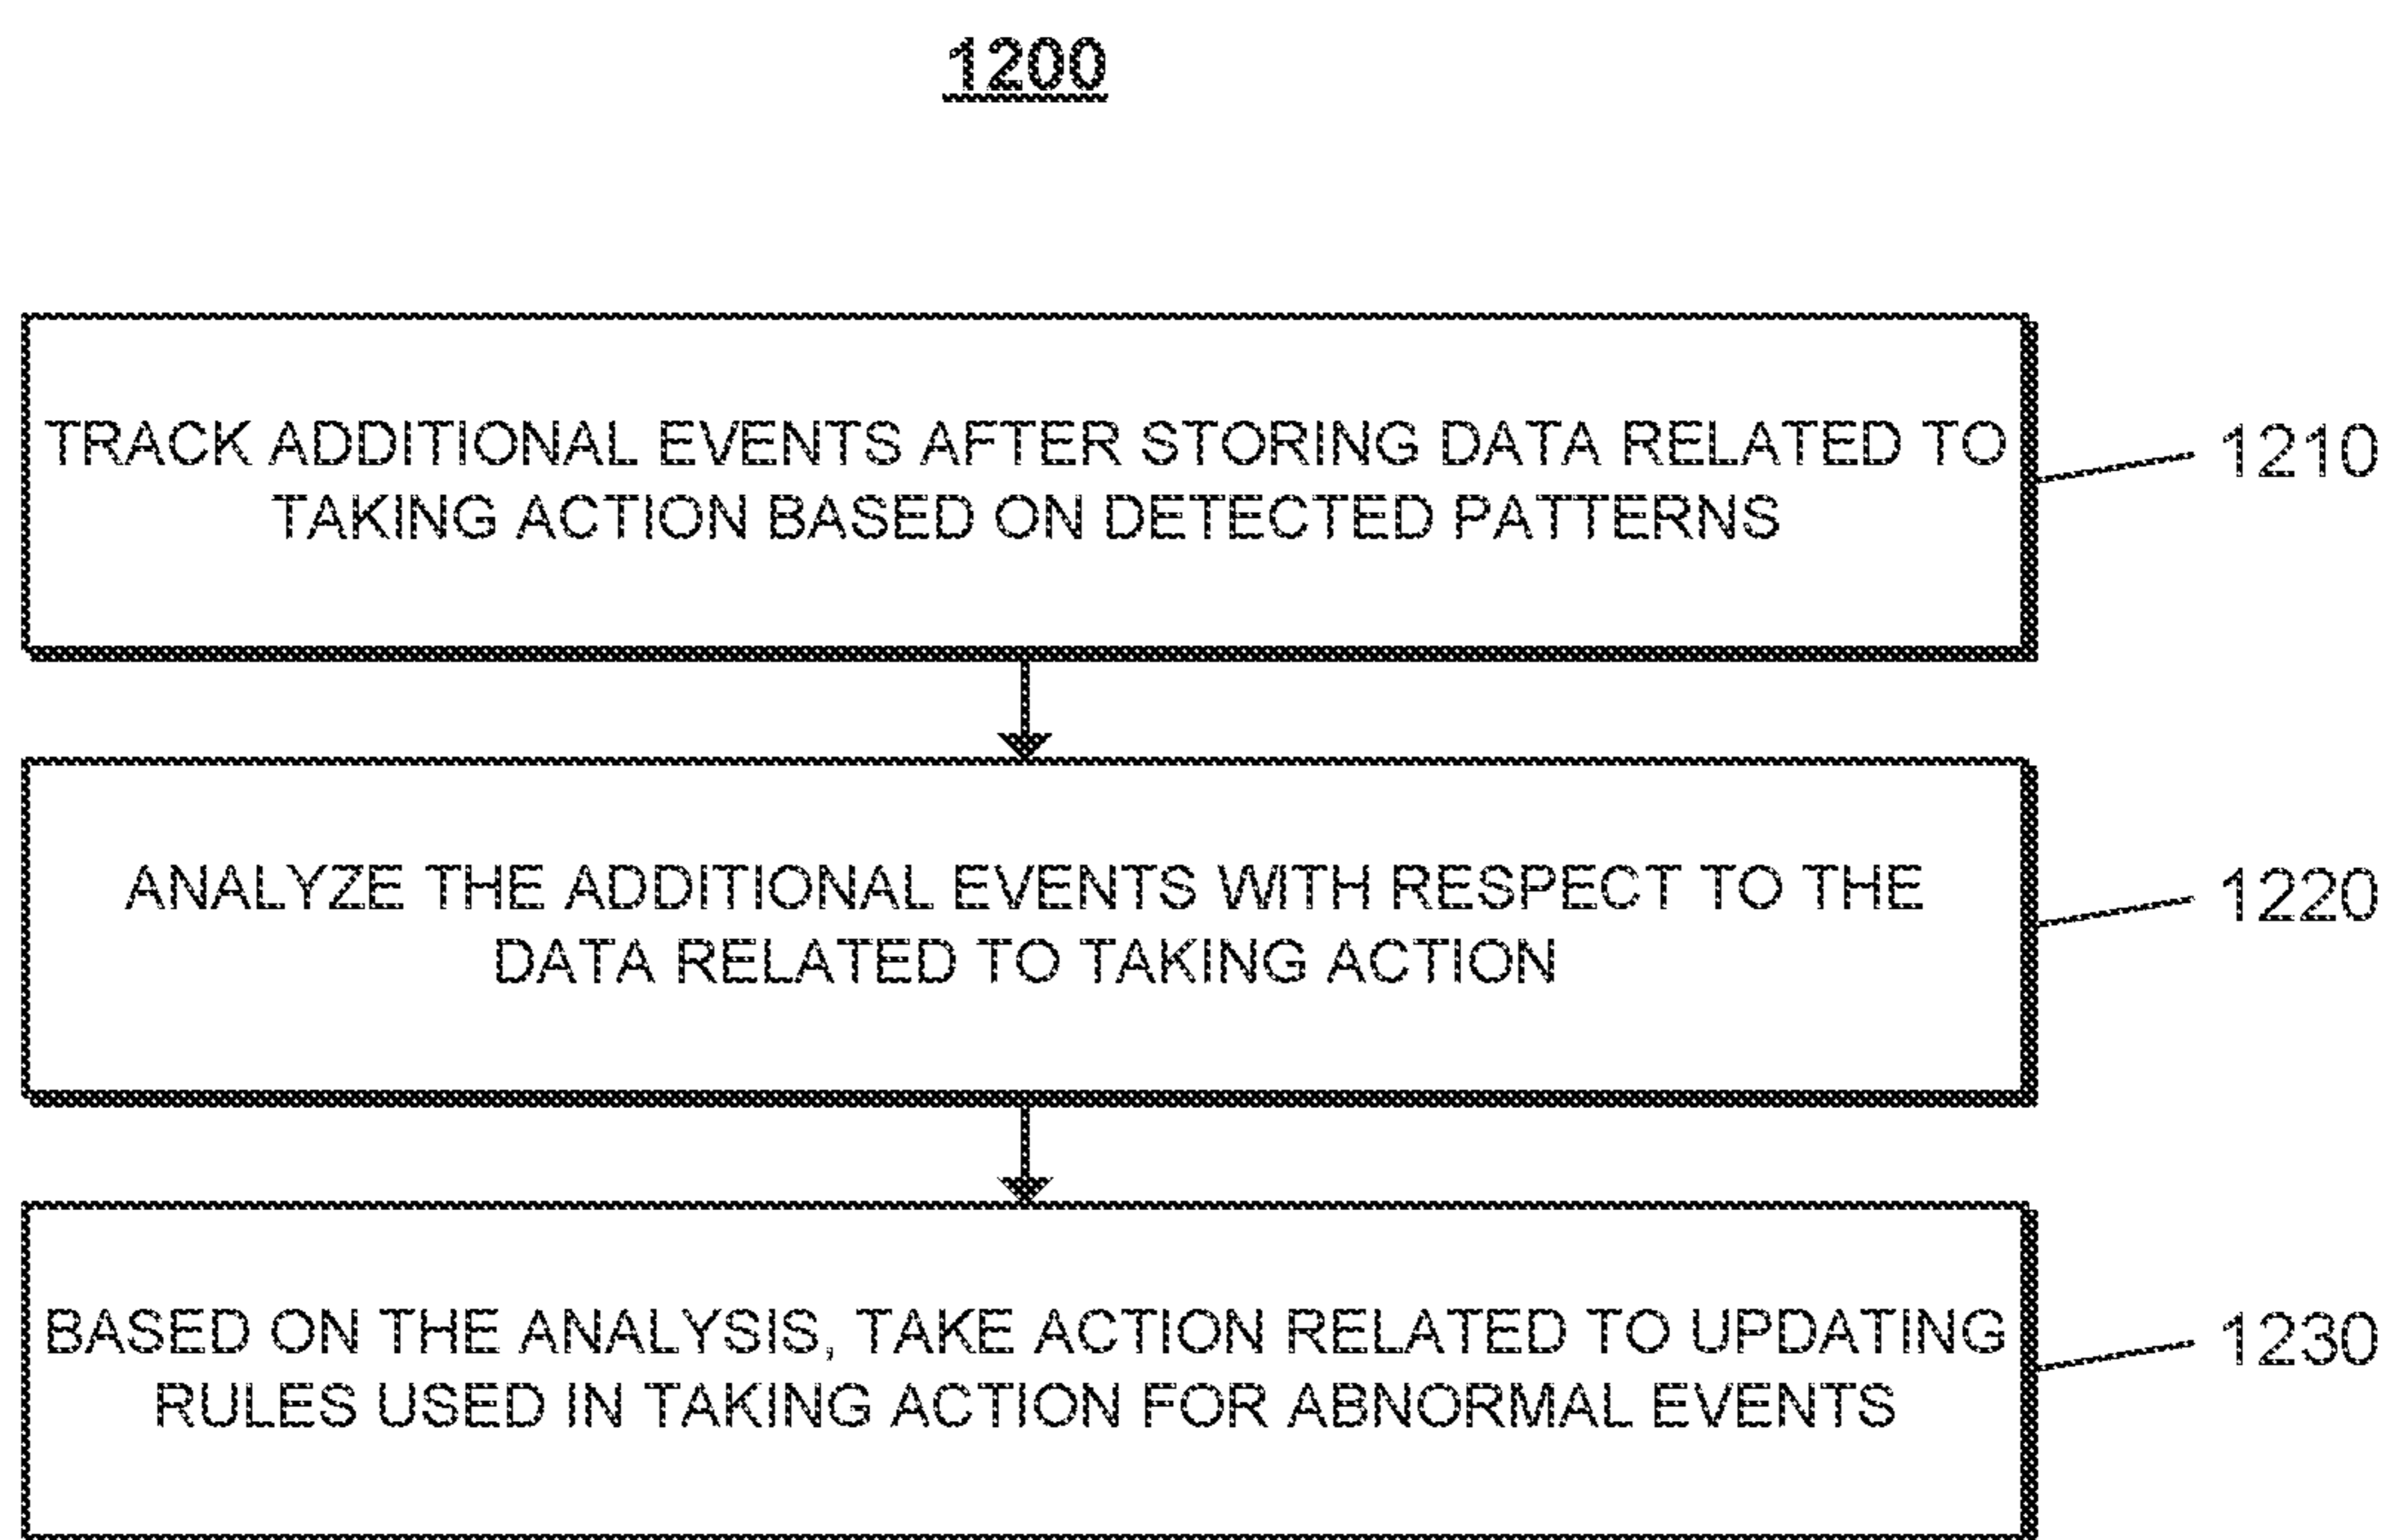 1200
TRACK ADDITIONAL EVENTS AFTER STORING DATA RELATED TO
TAKING ACTION BASED ON DETECTED PATTERNS
1210
ANALYZE THE ADDITIONAL EVENTS WITH RESPECT TO THE
DATA RELATED TO TAKING ACTION
1220
BASED ON THE ANALYSIS, TAKE ACTION RELATED TO UPDATING
RULES USED IN TAKING ACTION FOR ABNORMAL EVENTS
1230